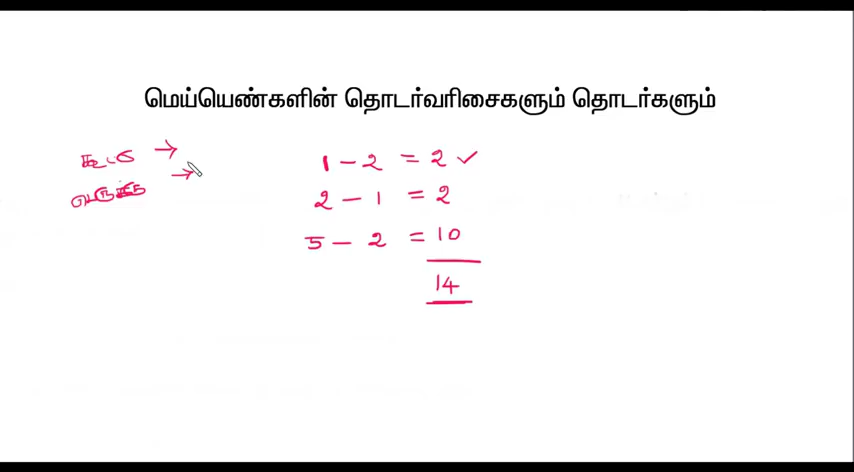 மெய்யெண்களின் தொடர்வரிசைகளும் தொடர்களும்
கூட்டு →
பெருக்கு →
1 - 2 = 2 ✓
2 - 1 = 2
5 - 2 = 10
14